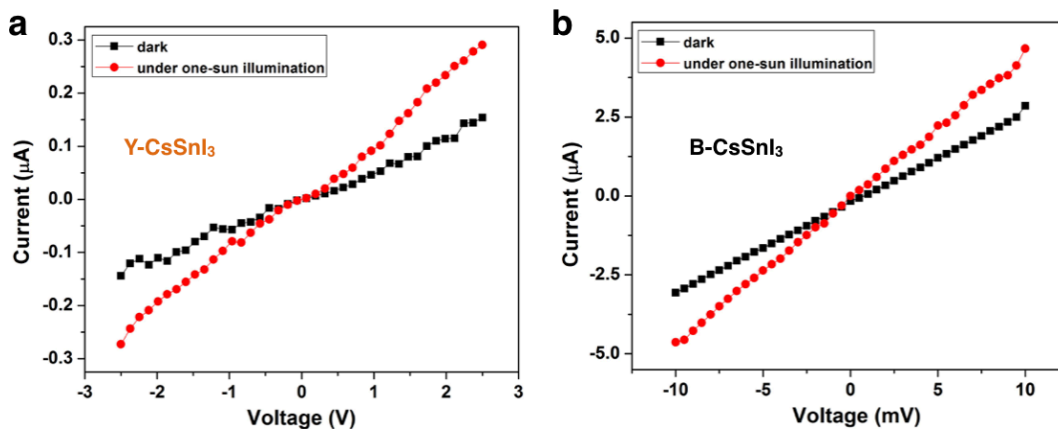 a
dark
under one-sun illumination
Y-CsSnI₃
0.3
0.2
0.1
0.0
-0.1
-0.2
-0.3
Current (μA)
-3
-2
-1
0
1
2
3
Voltage (V)
b
dark
under one-sun illumination
B-CsSnI₃
5.0
2.5
0.0
-2.5
-5.0
Current (μA)
-10
-5
0
5
10
Voltage (mV)